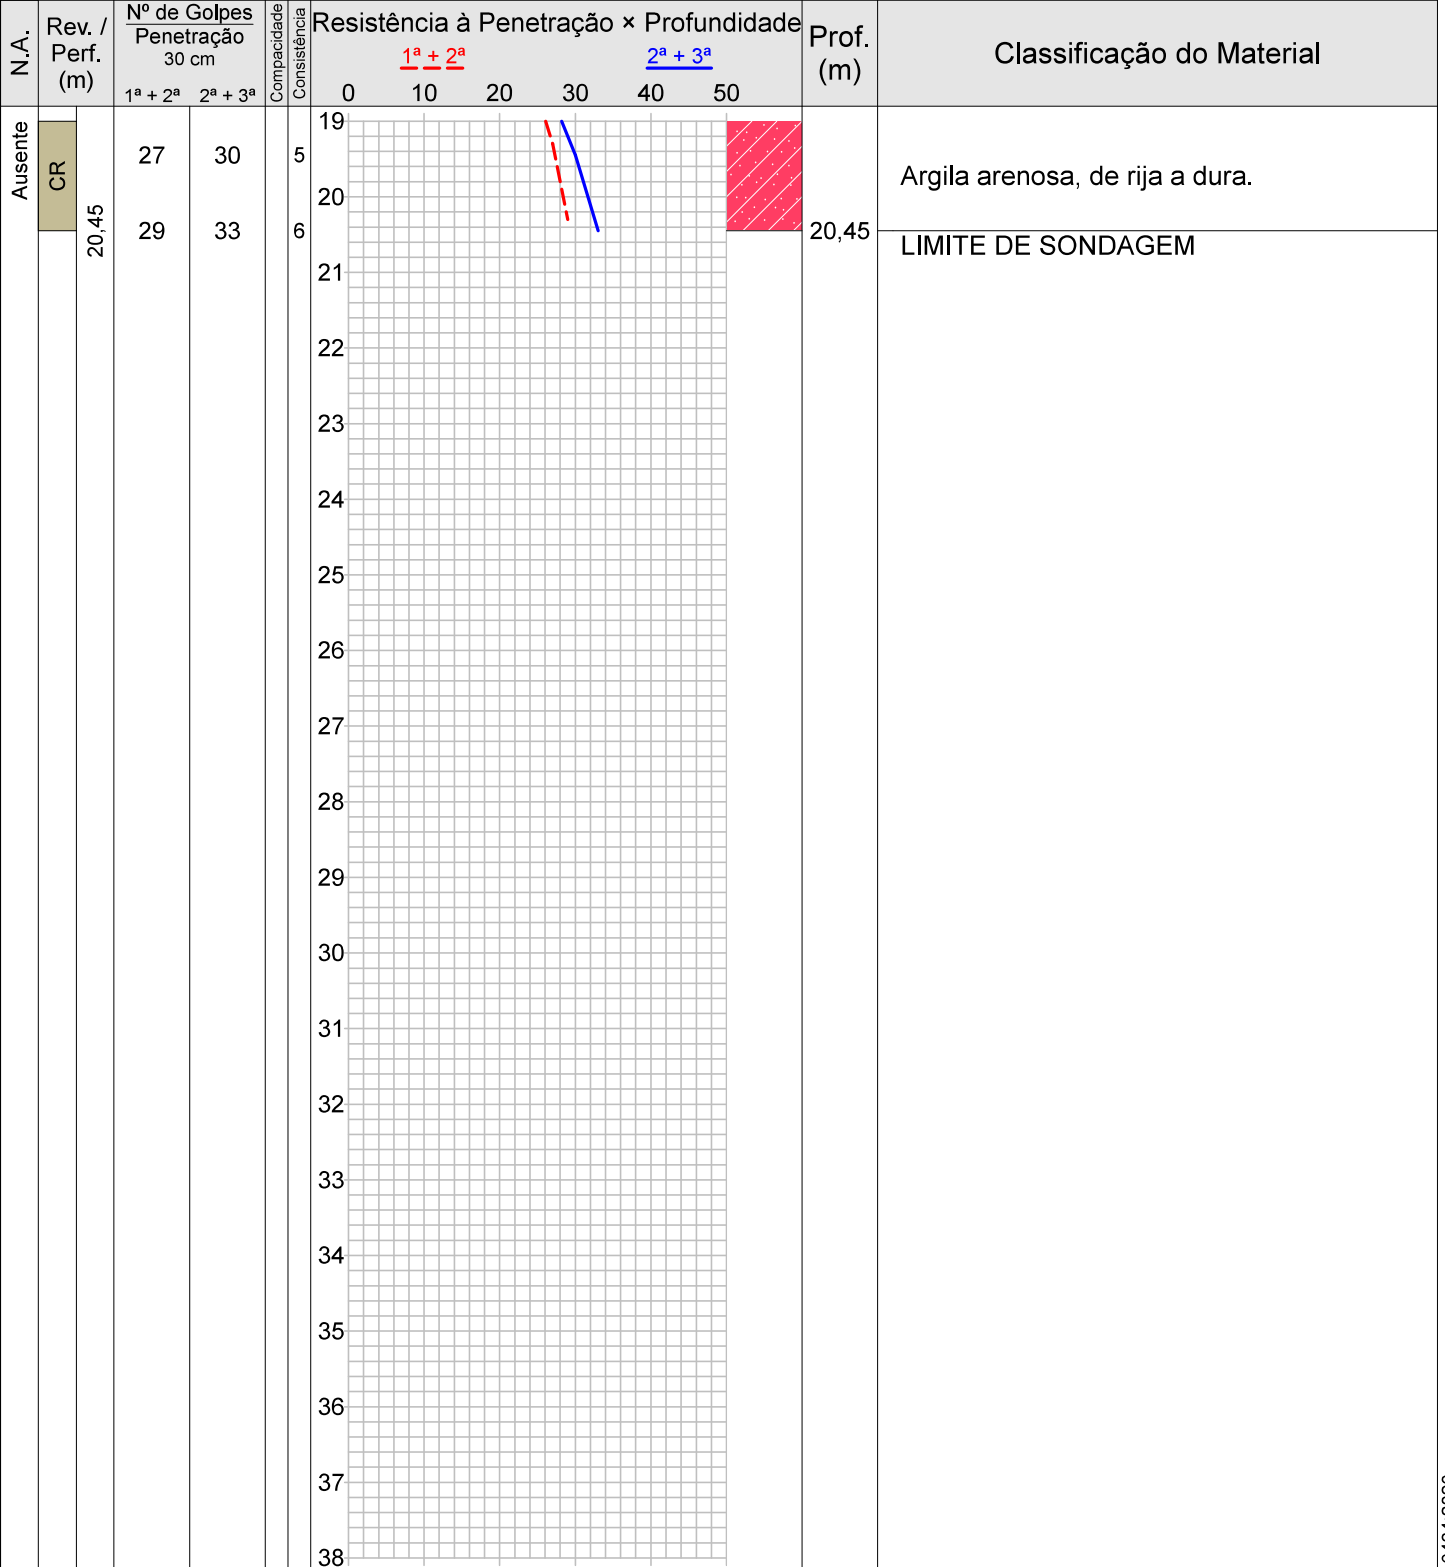 N.A.
Rev. /
Perf.
(m)
Nº de Golpes
Penetração
30 cm
1ª + 2ª 2ª + 3ª
Compacidade
Consistência
Resistência à Penetração × Profundidade
1ª + 2ª 2ª + 3ª
0 10 20 30 40 50
Prof.
(m)
Classificação do Material
Ausente
CR
20,45
27 30 5
29 33 6
19
20
21
22
23
24
25
26
27
28
29
30
31
32
33
34
35
36
37
38
20,45
Argila arenosa, de rija a dura.
LIMITE DE SONDAGEM